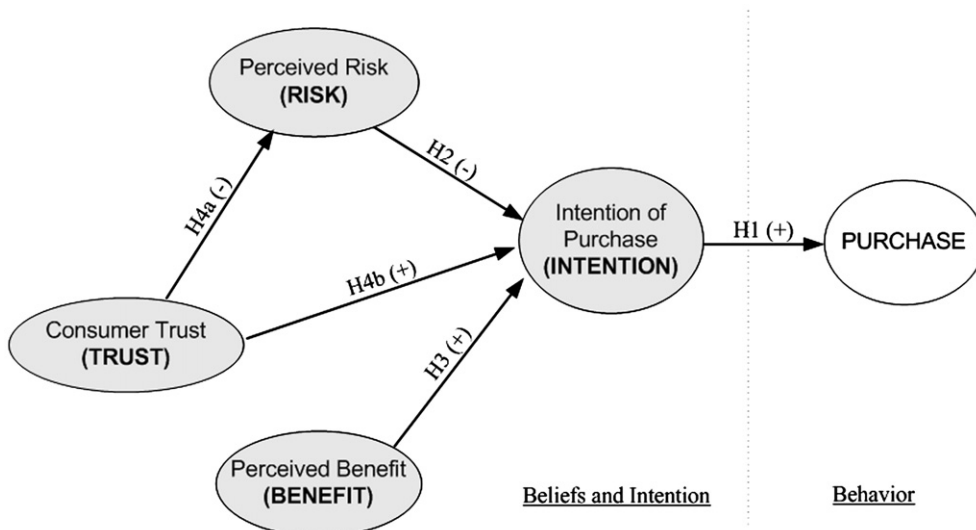 Perceived Risk
(RISK)
H2 (-)
H4a (-)
Intention of
Purchase
(INTENTION)
H1 (+)
PURCHASE
H4b (+)
Consumer Trust
(TRUST)
H3 (+)
Perceived Benefit
(BENEFIT)
Beliefs and Intention
Behavior